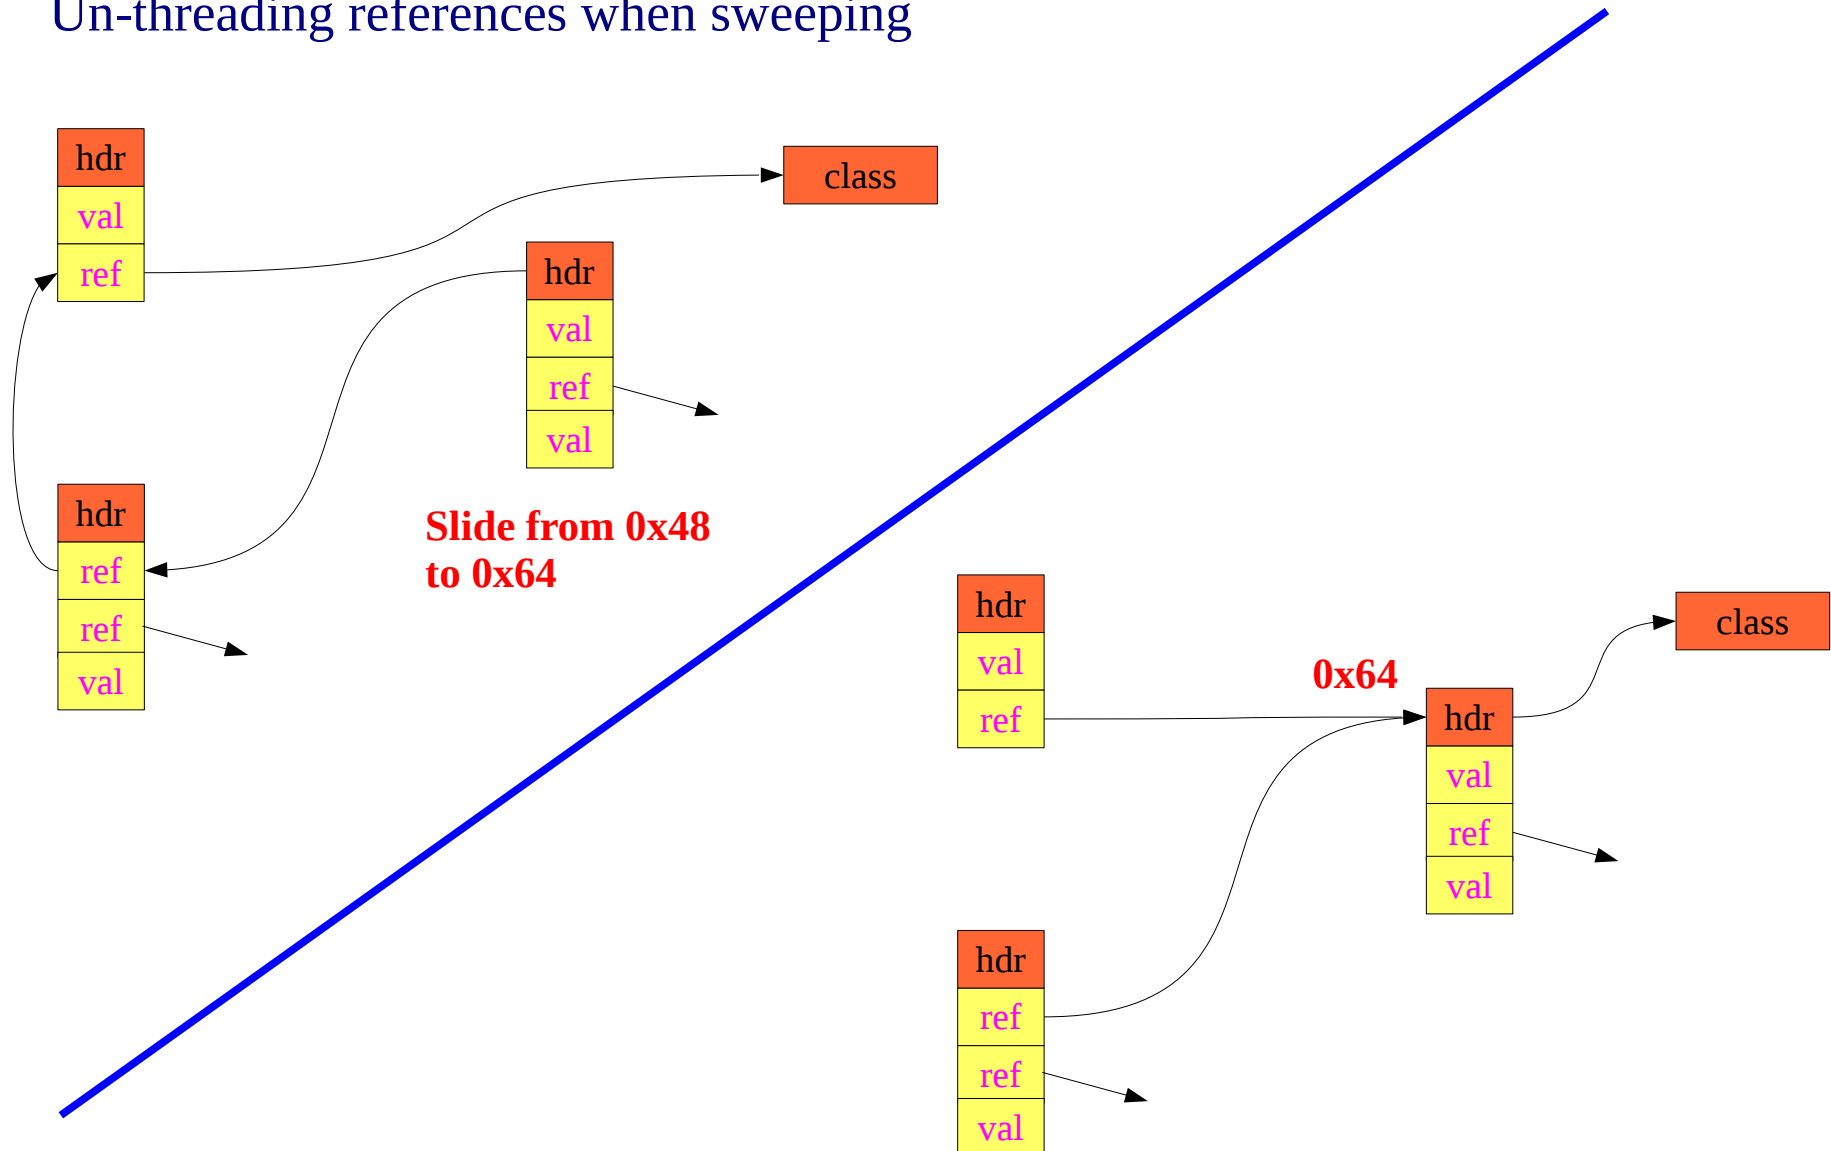 Un-threading references when sweeping
hdr
val
ref
class
hdr
val
ref
val
hdr
ref
ref
val
Slide from 0x48
to 0x64
hdr
val
ref
0x64
class
hdr
val
ref
val
hdr
ref
ref
val